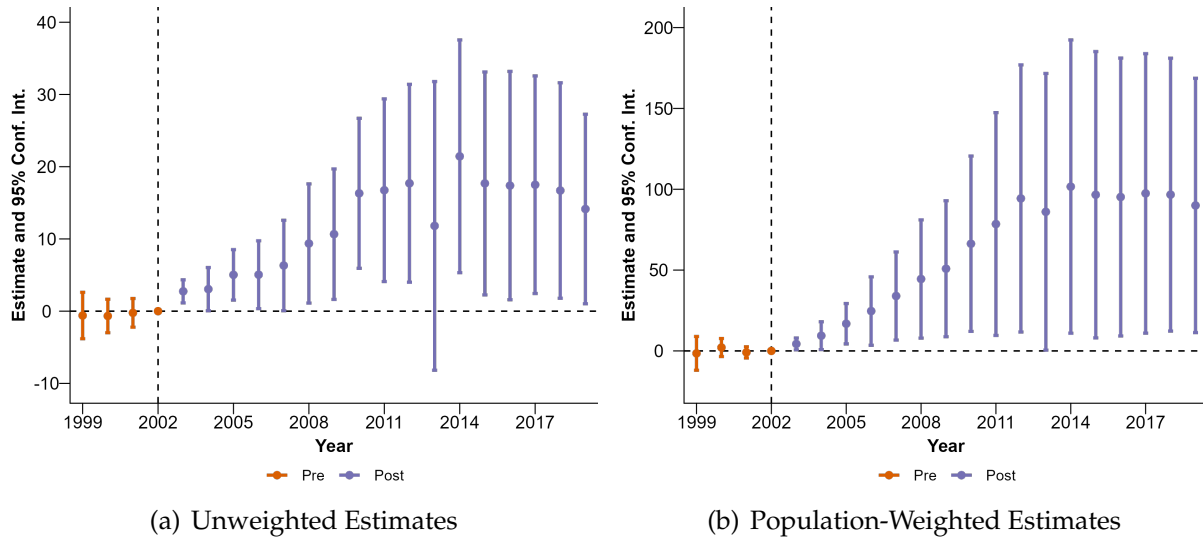 40
30
20
10
0
-10
Estimate and 95% Conf. Int.
1999 2002 2005 2008 2011 2014 2017
Year
Pre Post
(a) Unweighted Estimates
200
150
100
50
0
Estimate and 95% Conf. Int.
1999 2002 2005 2008 2011 2014 2017
Year
Pre Post
(b) Population-Weighted Estimates